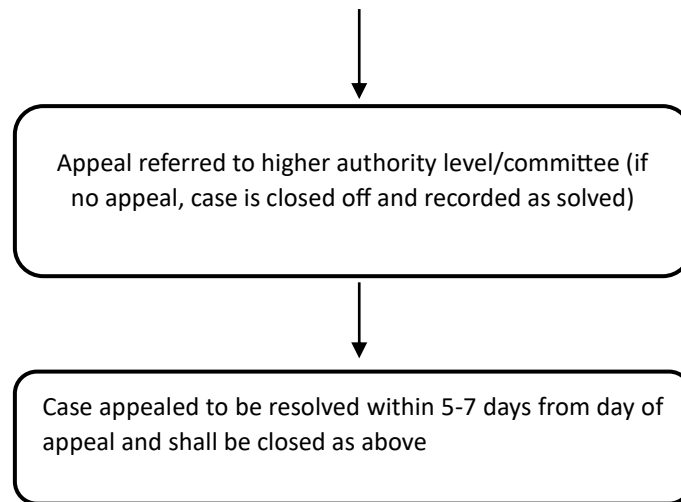 Appeal referred to higher authority level/committee (if
no appeal, case is closed off and recorded as solved)
Case appealed to be resolved within 5-7 days from day of
appeal and shall be closed as above